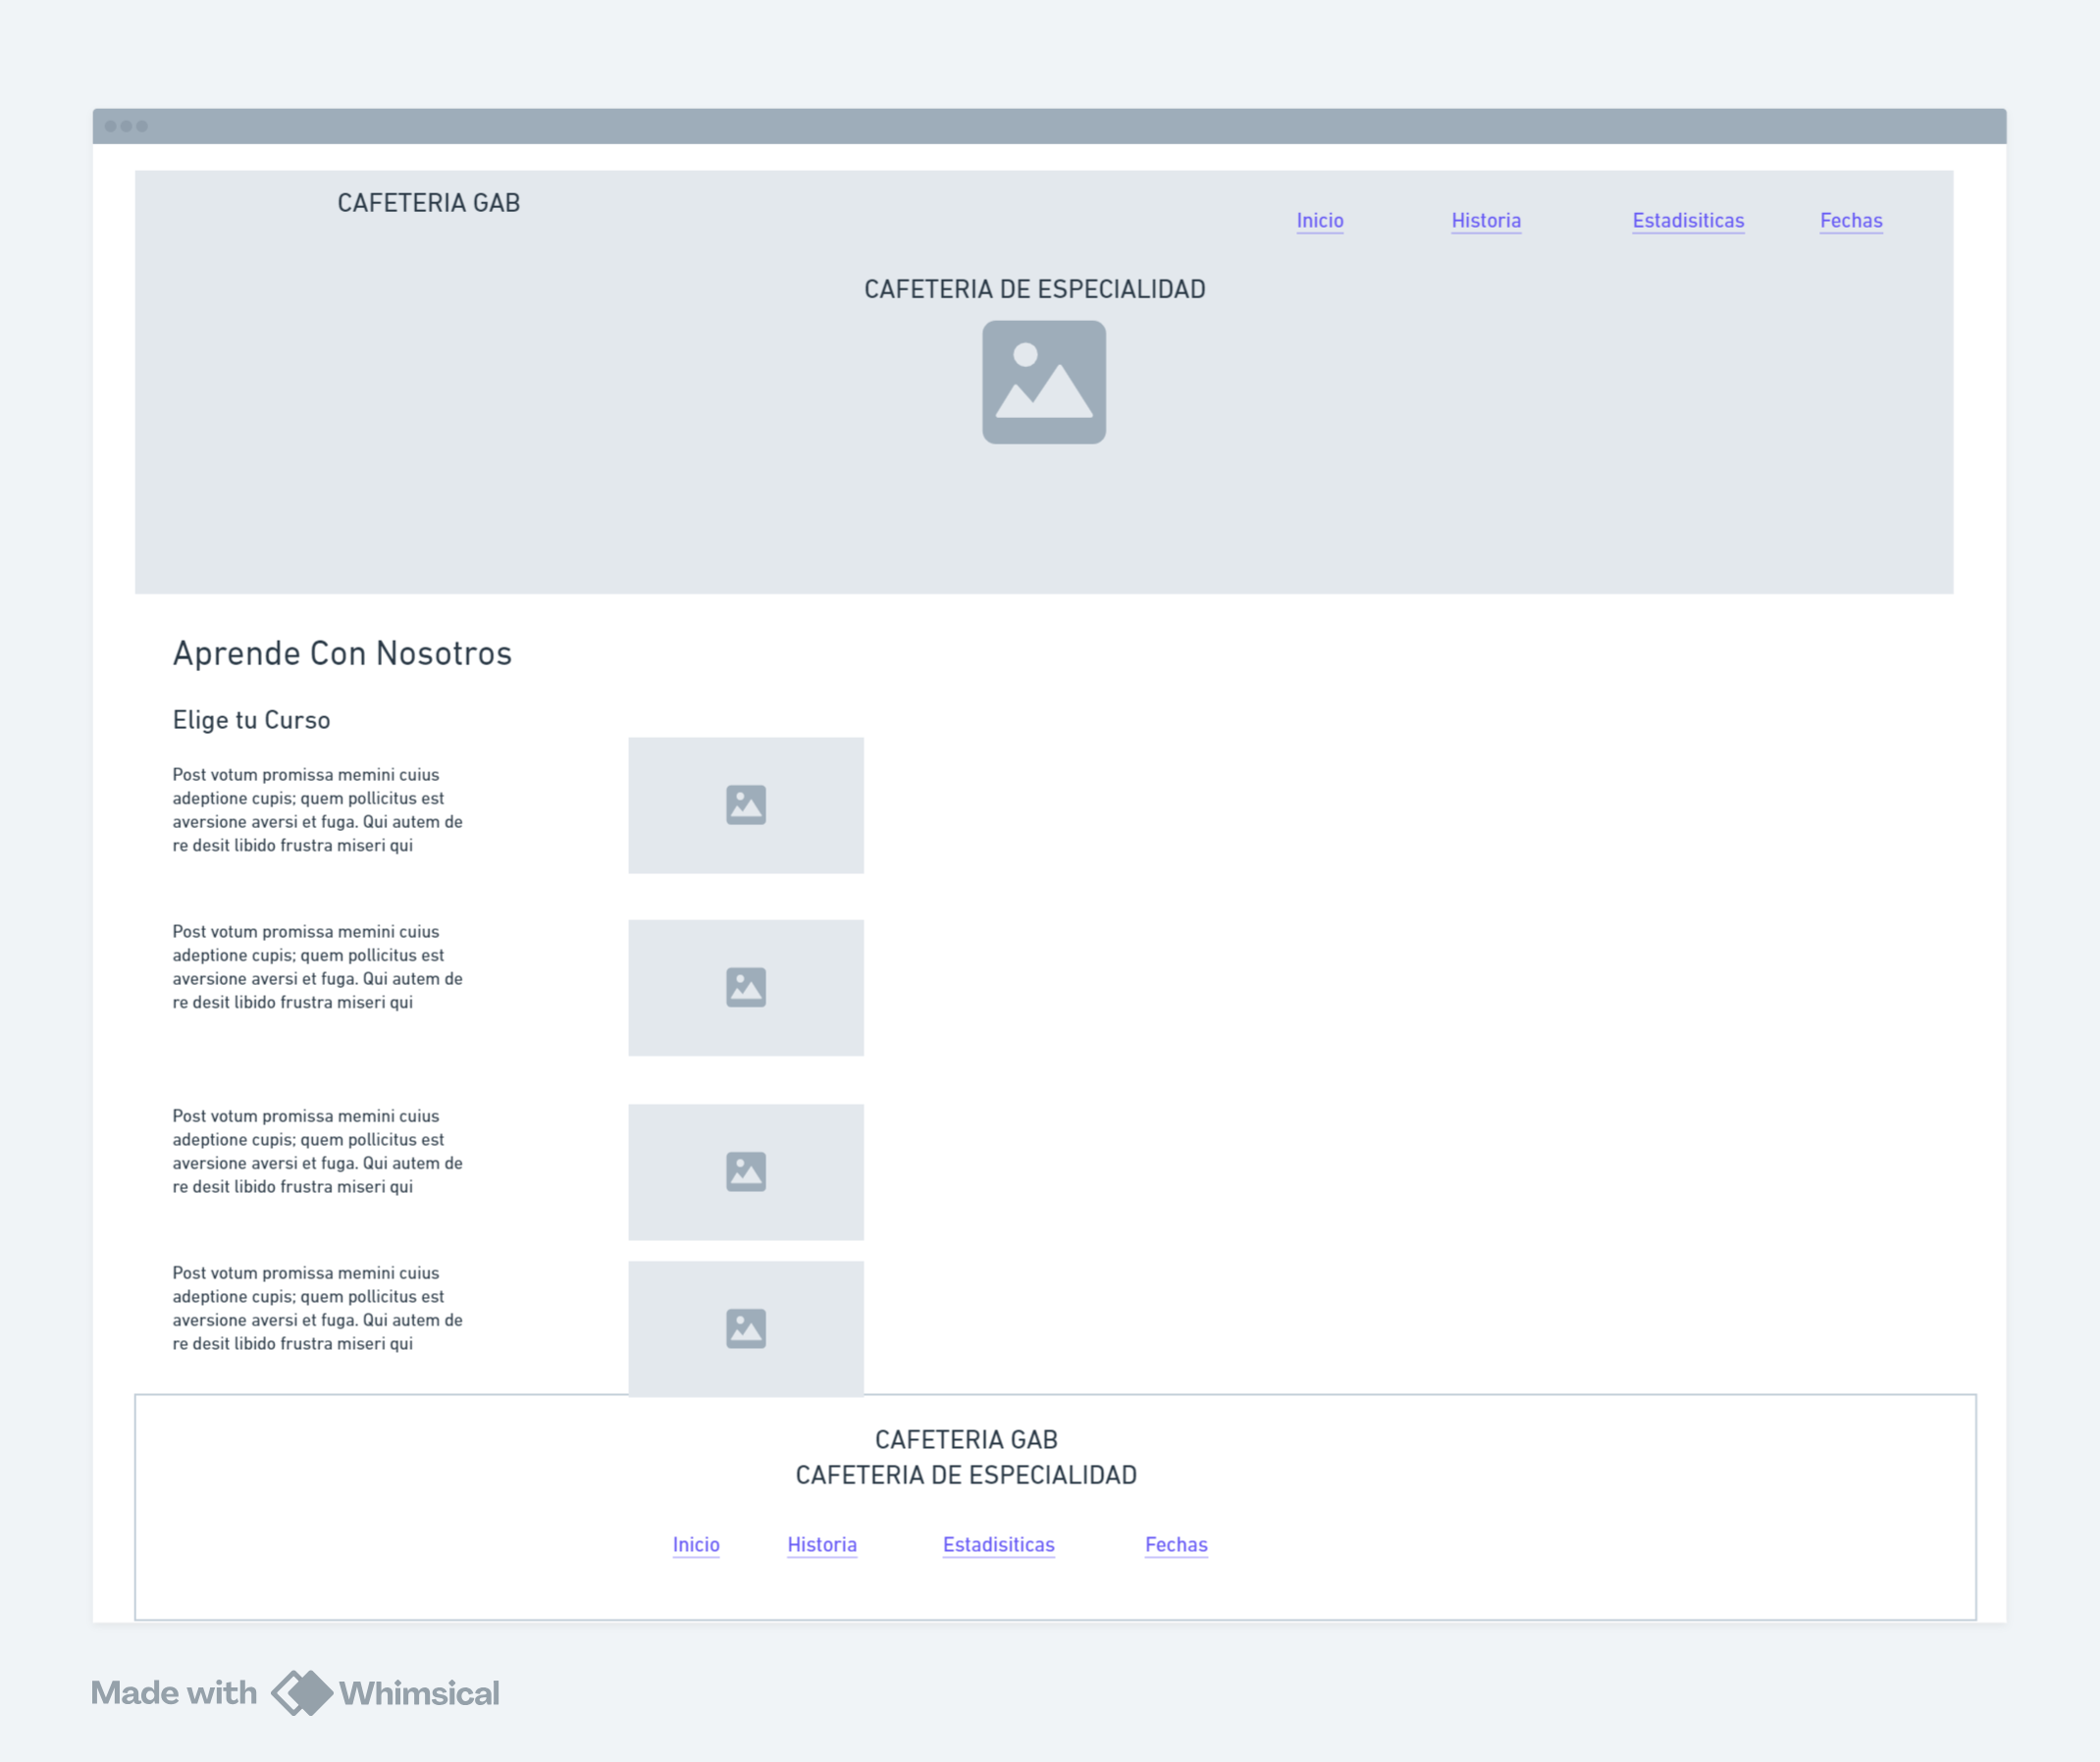 CAFETERIA GAB
Inicio Historia Estadisiticas Fechas
CAFETERIA DE ESPECIALIDAD
Aprende Con Nosotros
Elige tu Curso
Post votum promissa memini cuius
adeptione cupis; quem pollicitus est
aversione aversi et fuga. Qui autem de
re desit libido frustra miseri qui
Post votum promissa memini cuius
adeptione cupis; quem pollicitus est
aversione aversi et fuga. Qui autem de
re desit libido frustra miseri qui
Post votum promissa memini cuius
adeptione cupis; quem pollicitus est
aversione aversi et fuga. Qui autem de
re desit libido frustra miseri qui
Post votum promissa memini cuius
adeptione cupis; quem pollicitus est
aversione aversi et fuga. Qui autem de
re desit libido frustra miseri qui
CAFETERIA GAB
CAFETERIA DE ESPECIALIDAD
Inicio Historia Estadisiticas Fechas
Made with Whimsical